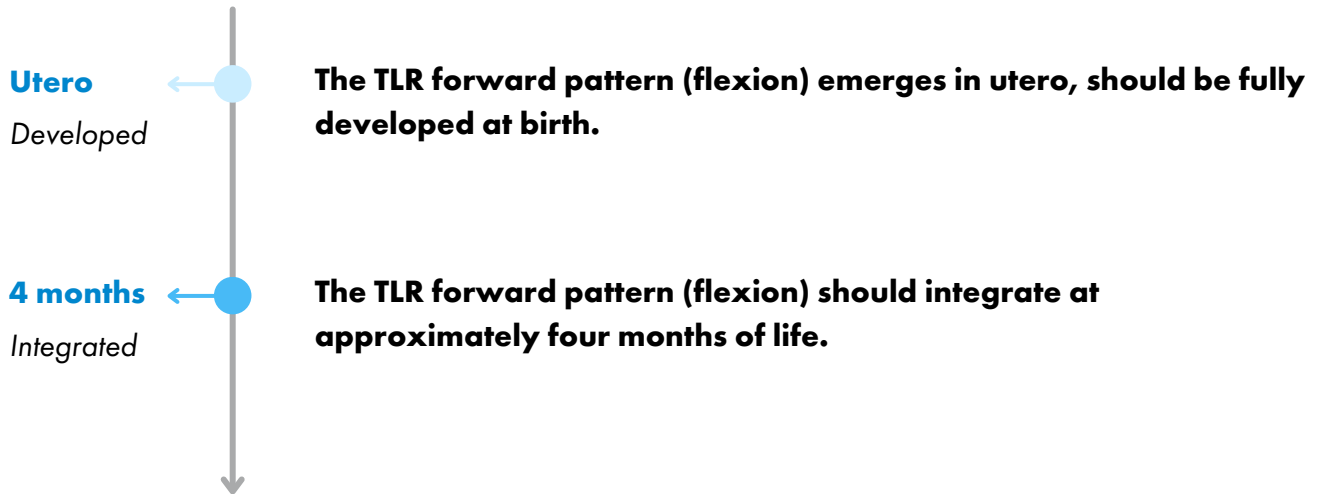 Utero
Developed
The TLR forward pattern (flexion) emerges in utero, should be fully
developed at birth.
4 months
Integrated
The TLR forward pattern (flexion) should integrate at
approximately four months of life.